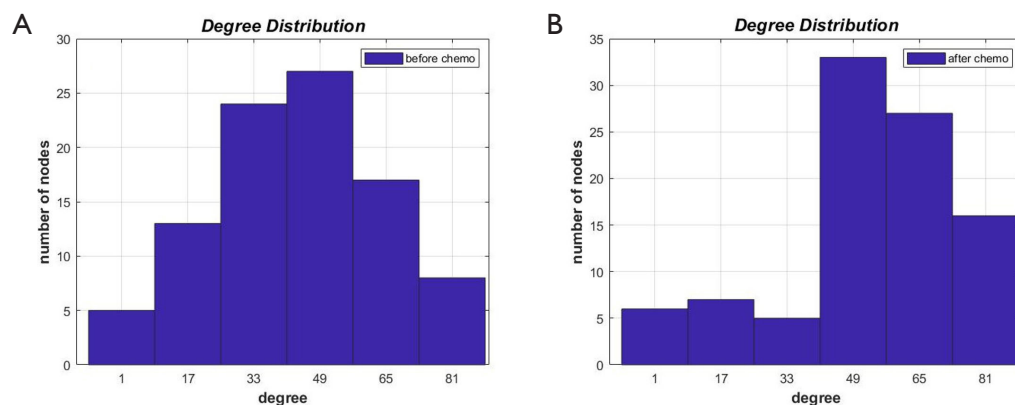 A
Degree Distribution
30
25
20
15
10
5
0
number of nodes
before chemo
1 17 33 49 65 81
degree
B
Degree Distribution
35
30
25
20
15
10
5
0
number of nodes
after chemo
1 17 33 49 65 81
degree